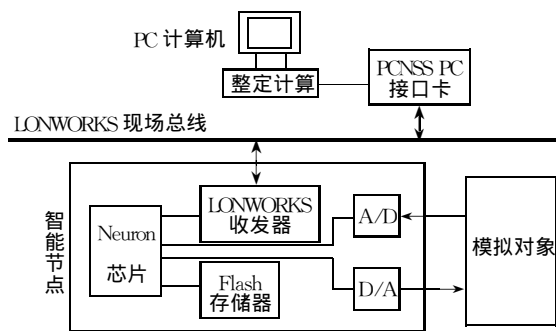 PC 计算机
整定计算
PCNSS PC
接口卡
LONWORKS 现场总线
智能节点
Neuron
芯片
LONWORKS
收发器
Flash
存储器
A/D
D/A
模拟对象